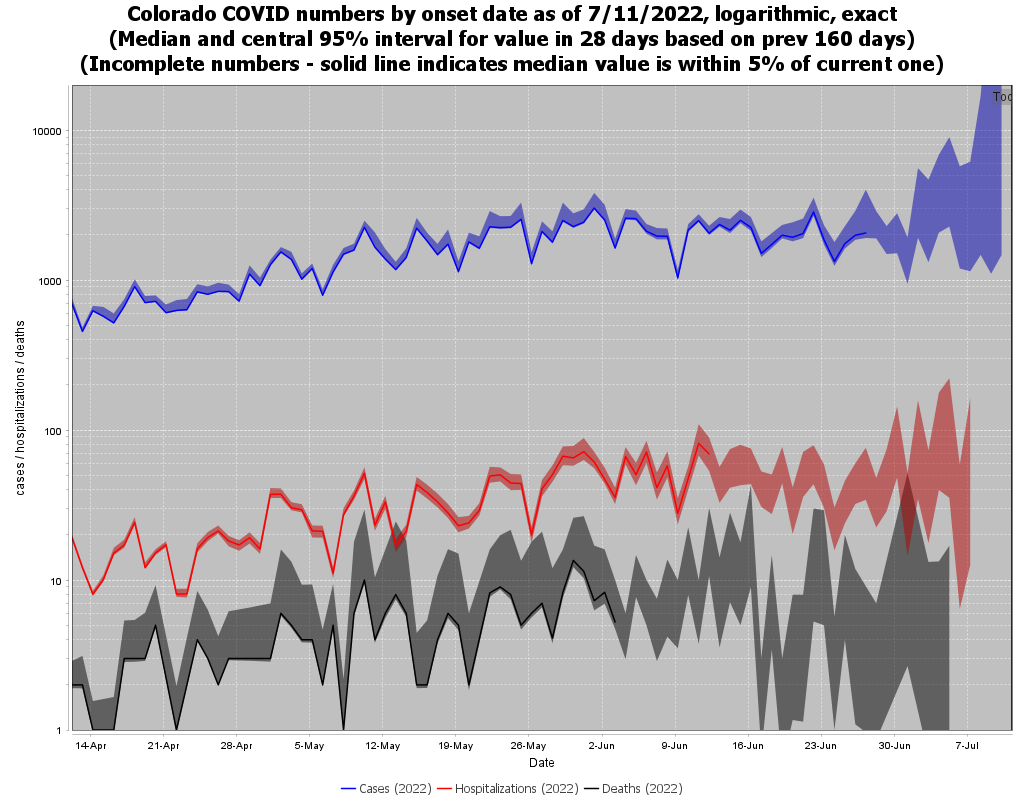 Colorado COVID numbers by onset date as of 7/11/2022, logarithmic, exact
(Median and central 95% interval for value in 28 days based on prev 160 days)
(Incomplete numbers - solid line indicates median value is within 5% of current one)
Too
10000
1000
100
10
1
cases / hospitalizations / deaths
14-Apr 21-Apr 28-Apr 5-May 12-May 19-May 26-May 2-Jun 9-Jun 16-Jun 23-Jun 30-Jun 7-Jul
Date
Cases (2022) Hospitalizations (2022) Deaths (2022)